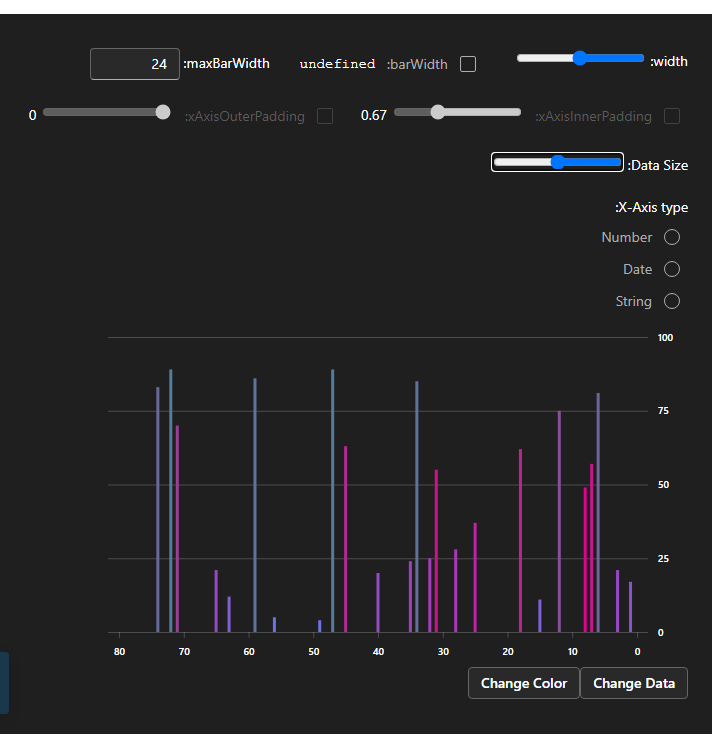 24 :maxBarWidth undefined :barWidth :width
0 :xAxisOuterPadding 0.67 :xAxisInnerPadding
:Data Size
:X-Axis type
Number
Date
String
100
75
50
25
0
80 70 60 50 40 30 20 10 0
Change Color Change Data